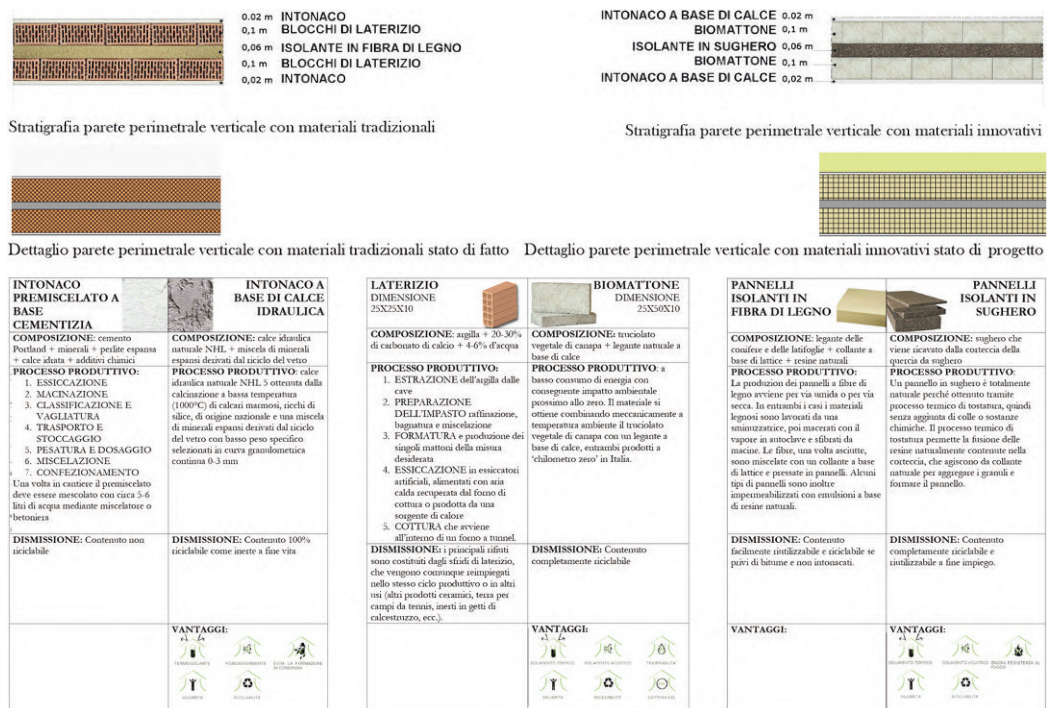 0.02 m INTONACO
0,1 m BLOCCHI DI LATERIZIO
0,06 m ISOLANTE IN FIBRA DI LEGNO
0,1 m BLOCCHI DI LATERIZIO
0,02 m INTONACO
INTONACO A BASE DI CALCE 0.02 m
BIOMATTONE 0,1 m
ISOLANTE IN SUGHERO 0,06 m
BIOMATTONE 0,1 m
INTONACO A BASE DI CALCE 0,02 m
Stratigrafia parete perimetrale verticale con materiali tradizionali
Stratigrafia parete perimetrale verticale con materiali innovativi
Dettaglio parete perimetrale verticale con materiali tradizionali stato di fatto
Dettaglio parete perimetrale verticale con materiali innovativi stato di progetto
INTONACO
PREMISCELATO A
BASE
CEMENTIZIA
COMPOSIZIONE: cemento
Portland + minerali + perlite espansa
+ calce idrata + additivi chimici
PROCESSO PRODUTTIVO:
1. ESSICCAZIONE
2. MACINAZIONE
3. CLASSIFICAZIONE E
VAGLIATURA
4. TRASPORTO E
STOCCAGGIO
5. PESATURA E DOSAGGIO
6. MISCELAZIONE
7. CONFEZIONAMENTO
Una volta in cantiere il premiscelato
deve essere mescolato con circa 5-6
litri di acqua mediante miscelatore o
betoniera
DISMISSIONE: Contenuto non
riciclabile
INTONACO A
BASE DI CALCE
IDRAULICA
COMPOSIZIONE: calce idraulica
naturale NHL + miscela di minerali
espansi derivati dal riciclo del vetro
PROCESSO PRODUTTIVO: calce
idraulica naturale NHL 5 ottenuta dalla
calcinazione a bassa temperatura
(1000°C) di calcari marnosi, ricchi di
silice, di origine nazionale e una miscela
di minerali espansi derivati dal riciclo
del vetro con basso peso specifico
selezionati in curva granulometrica
continua 0-3 mm
DISMISSIONE: Contenuto 100%
riciclabile come inerte a fine vita
VANTAGGI:
TERMOISOLANTE
FONOASSORBENTE
EVITA LA FORMAZIONE
DI CONDENSA
SALUBRITÀ
RICICLABILITÀ
LATERIZIO
DIMENSIONE
25X25X10
COMPOSIZIONE: argilla + 20-30%
di carbonato di calcio + 4-6% d'acqua
PROCESSO PRODUTTIVO:
1. ESTRAZIONE dell'argilla dalle
cave
2. PREPARAZIONE
DELL'IMPASTO raffinazione,
bagnatura e miscelazione
3. FORMATURA e produzione dei
singoli mattoni della misura
desiderata
4. ESSICCAZIONE in essiccatori
artificiali, alimentati con aria
calda recuperata dal forno di
cottura o prodotta da una
sorgente di calore
5. COTTURA che avviene
all'interno di un forno a tunnel.
DISMISSIONE: i principali rifiuti
sono costituiti dagli sfridi di laterizio,
che vengono comunque reimpiegati
nello stesso ciclo produttivo o in altri
usi (altri prodotti ceramici, terra per
campi da tennis, inerti in getti di
calcestruzzo, ecc.).
BIOMATTONE
DIMENSIONE
25X50X10
COMPOSIZIONE: truciolato
vegetale di canapa + legante naturale a
base di calce
PROCESSO PRODUTTIVO: a
basso consumo di energia con
conseguente impatto ambientale
prossimo allo zero. Il materiale si
ottiene combinando meccanicamente a
temperatura ambiente il truciolato
vegetale di canapa con un legante a
base di calce, entrambi prodotti a
'chilometro zero' in Italia.
DISMISSIONE: Contenuto
completamente riciclabile
VANTAGGI:
ISOLAMENTO TERMICO
ISOLAMENTO ACUSTICO
TRASPIRABILITÀ
SALUBRITÀ
RICICLABILITÀ
PANNELLI
ISOLANTI IN
FIBRA DI LEGNO
COMPOSIZIONE: legante delle
conifere e delle latifoglie + collante a
base di lattice + resine naturali
PROCESSO PRODUTTIVO:
La produzioni dei pannelli a fibre di
legno avviene per via umida o per via
secca. In entrambi i casi i materiali
legnosi sono lavorati da una
sminuzzatrice, poi macerati con il
vapore in autoclave e sfibrati da
macine. Le fibre, una volta asciutte,
sono miscelate con un collante a base
di lattice e pressate in pannelli. Alcuni
tipi di pannelli sono inoltre
impermeabilizzati con emulsioni a base
di resine naturali.
DISMISSIONE: Contenuto
facilmente riutilizzabile e riciclabile se
privi di bitume e non intonacati.
VANTAGGI:
PANNELLI
ISOLANTI IN
SUGHERO
COMPOSIZIONE: sughero che
viene ricavato dalla corteccia della
quercia da sughero
PROCESSO PRODUTTIVO:
Un pannello in sughero è totalmente
naturale perché ottenuto tramite
processo termico di tostatura, quindi
senza aggiunta di colle o sostanze
chimiche. Il processo termico di
tostatura permette la fusione delle
resine naturalmente contenute nella
corteccia, che agiscono da collante
naturale per aggregare i granuli e
formare il pannello.
DISMISSIONE: Contenuto
completamente riciclabile e
riutilizzabile a fine impiego.
VANTAGGI:
ISOLAMENTO TERMICO
ISOLAMENTO ACUSTICO
BUONA RESISTENZA AL
FUOCO
SALUBRITÀ
RICICLABILITÀ